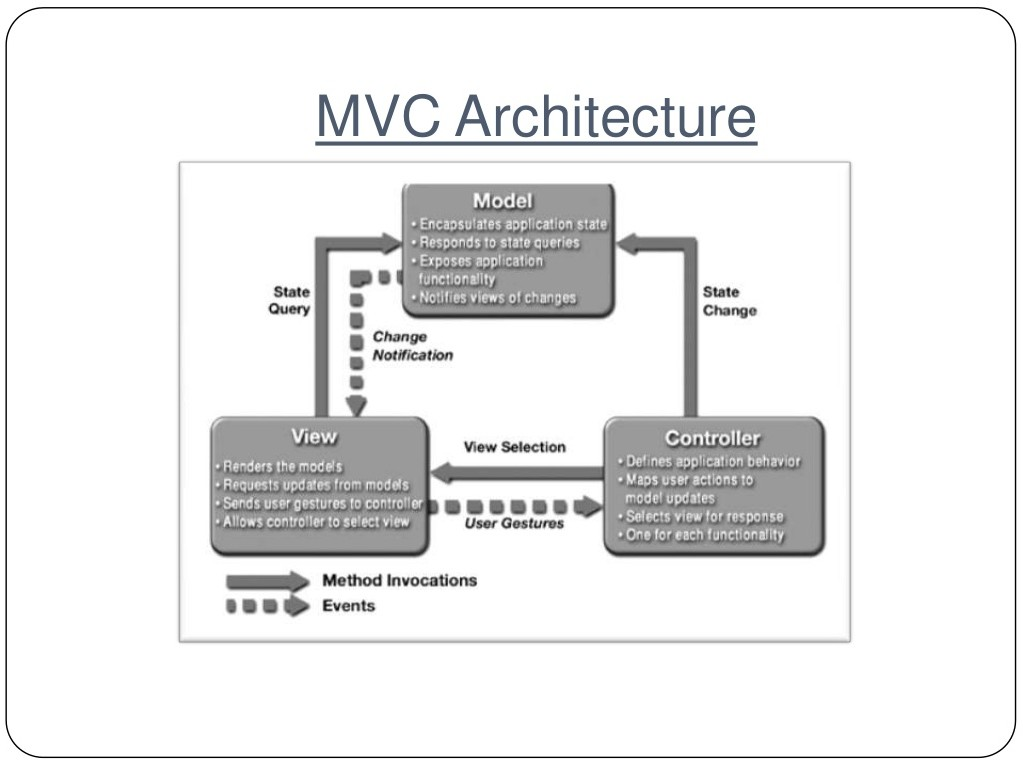 MVC Architecture
Model
• Encapsulates application state
• Responds to state queries
• Exposes application
functionality
• Notifies views of changes
State
Query
State
Change
Change
Notification
View
• Renders the models
• Requests updates from models
• Sends user gestures to controller
• Allows controller to select view
View Selection
User Gestures
Controller
• Defines application behavior
• Maps user actions to
model updates
• Selects view for response
• One for each functionality
Method Invocations
Events